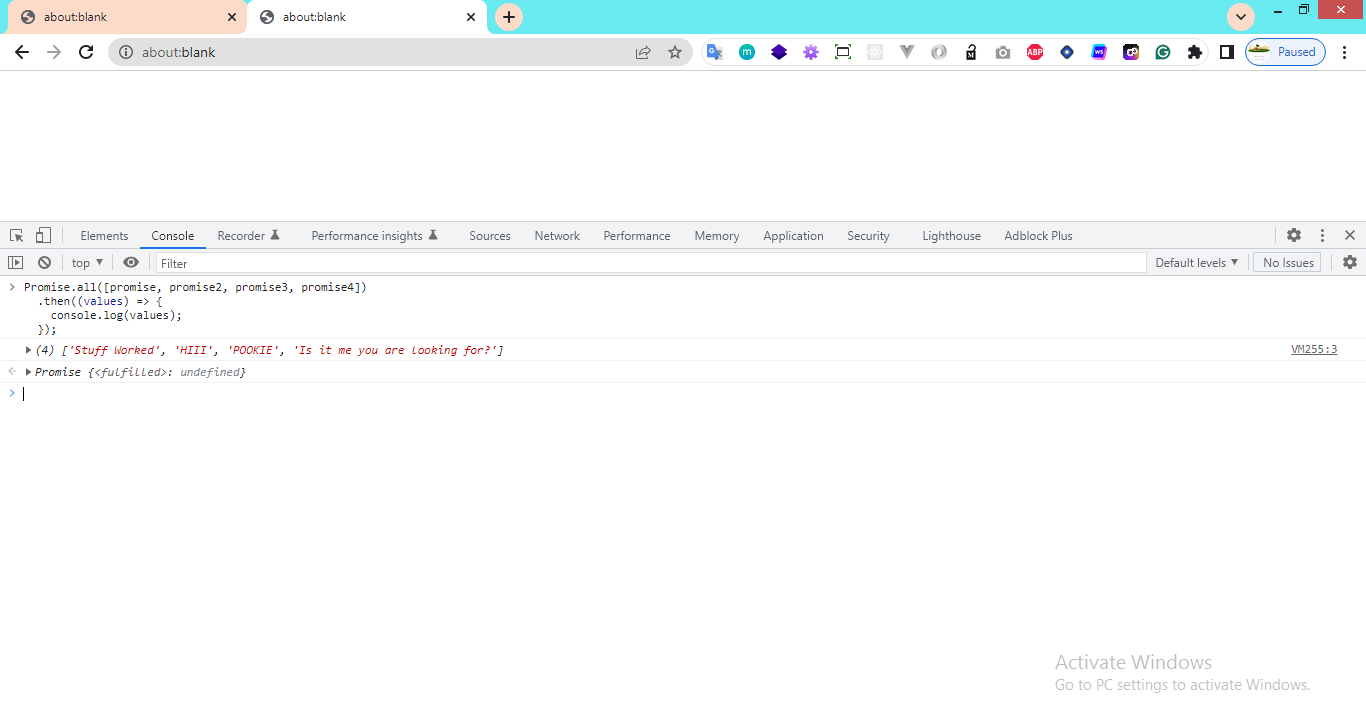 about:blank
about:blank
about:blank
ABP
Paused
Elements Console Recorder Performance insights Sources Network Performance Memory Application Security Lighthouse Adblock Plus
top Filter Default levels No Issues
Promise.all([promise, promise2, promise3, promise4])
.then((values) => {
console.log(values);
});
(4) ['Stuff Worked', 'HIII', 'POOKIE', 'Is it me you are looking for?'] VM255:3
Promise {<fulfilled>: undefined}
Activate Windows
Go to PC settings to activate Windows.